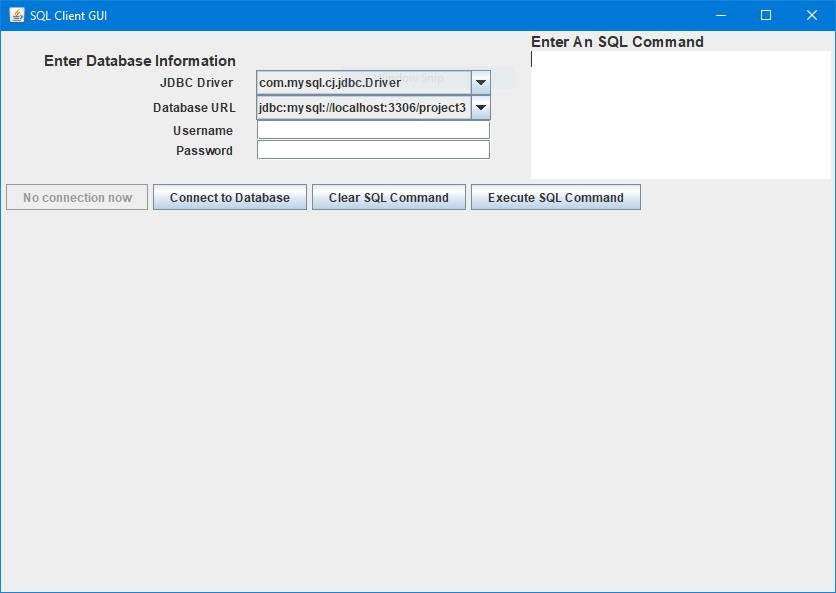 SQL Client GUI
Enter Database Information
JDBC Driver
com.mysql.cj.jdbc.Driver
Database URL
jdbc:mysql://localhost:3306/project3
Username
Password
Enter An SQL Command
No connection now
Connect to Database
Clear SQL Command
Execute SQL Command